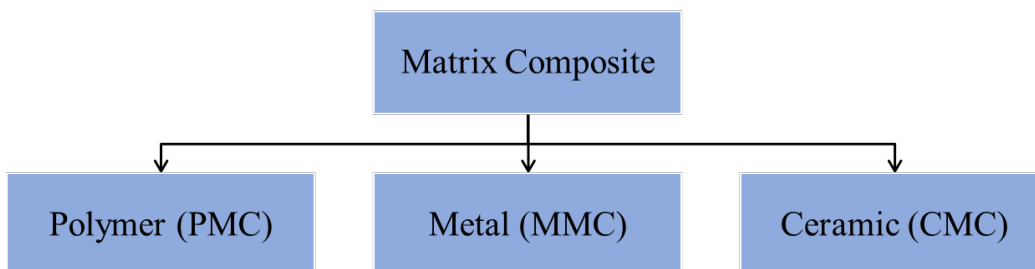 Matrix Composite
Polymer (PMC)
Metal (MMC)
Ceramic (CMC)